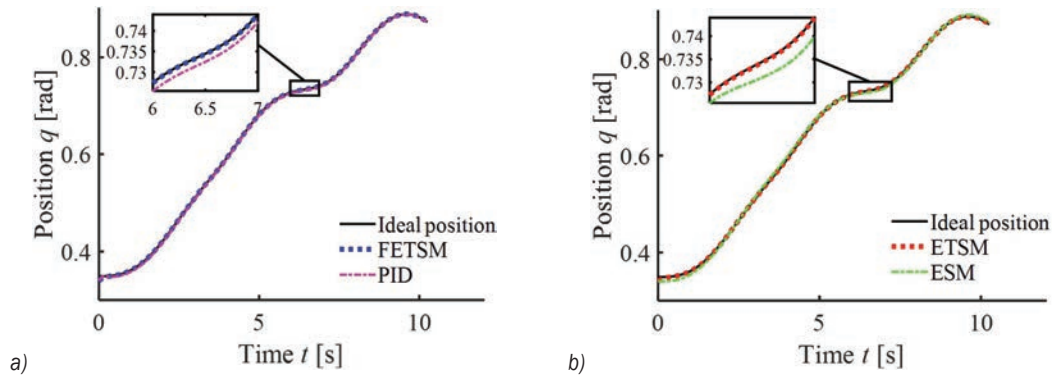 0.74
0.735
0.73
6
6.5
7
0.8
0.6
0.4
Position q [rad]
Ideal position
FETSM
PID
0
5
10
Time t [s]
a)
0.74
0.73
0.8
0.6
0.4
Position q [rad]
Ideal position
ETSM
ESM
0
5
10
Time t [s]
b)